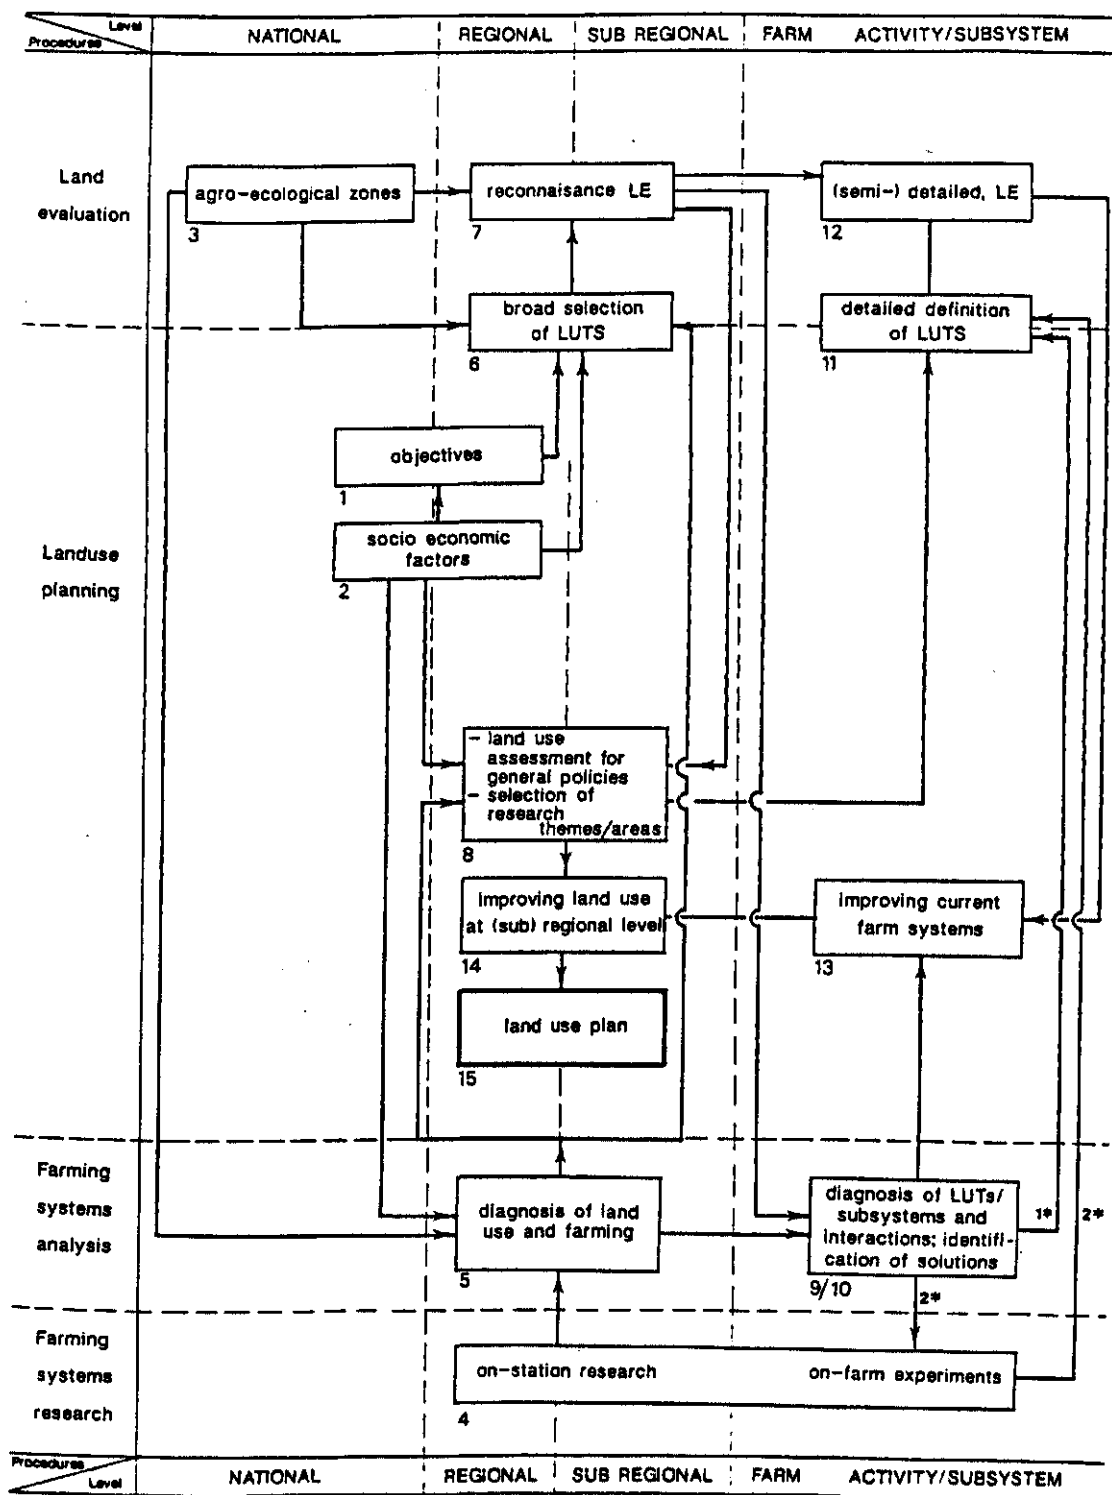 Level
Procedures
NATIONAL
REGIONAL
SUB REGIONAL
FARM
ACTIVITY/SUBSYSTEM
Land
evaluation
agro-ecological zones
3
reconnaisance LE
7
(semi-) detailed, LE
12
broad selection
of LUTS
6
detailed definition
of LUTS
11
objectives
1
Landuse
planning
socio economic
factors
2
- land use
assessment for
general policies
- selection of
research
themes/areas
8
improving land use
at (sub) regional level
14
improving current
farm systems
13
land use plan
15
Farming
systems
analysis
diagnosis of land
use and farming
5
diagnosis of LUTs/
subsystems and
interactions; identifi-
cation of solutions
9/10
1*
2*
2*
Farming
systems
research
on-station research
on-farm experiments
4
Procedures
Level
NATIONAL
REGIONAL
SUB REGIONAL
FARM
ACTIVITY/SUBSYSTEM